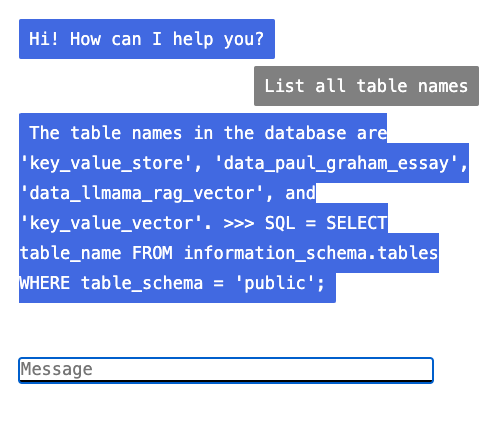 Hi! How can I help you?
List all table names
The table names in the database are
'key_value_store', 'data_paul_graham_essay',
'data_llmama_rag_vector', and
'key_value_vector'. >>> SQL = SELECT
table_name FROM information_schema.tables
WHERE table_schema = 'public';
Message